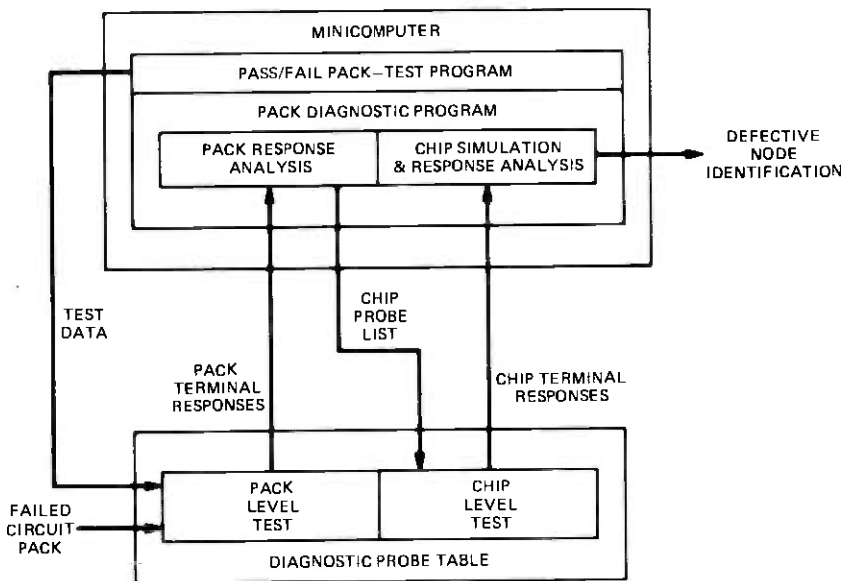 MINICOMPUTER
PASS/FAIL PACK-TEST PROGRAM
PACK DIAGNOSTIC PROGRAM
PACK RESPONSE
ANALYSIS
CHIP SIMULATION
& RESPONSE ANALYSIS
DEFECTIVE
NODE
IDENTIFICATION
TEST
DATA
PACK
TERMINAL
RESPONSES
CHIP
PROBE
LIST
CHIP TERMINAL
RESPONSES
FAILED
CIRCUIT
PACK
PACK
LEVEL
TEST
CHIP
LEVEL
TEST
DIAGNOSTIC PROBE TABLE